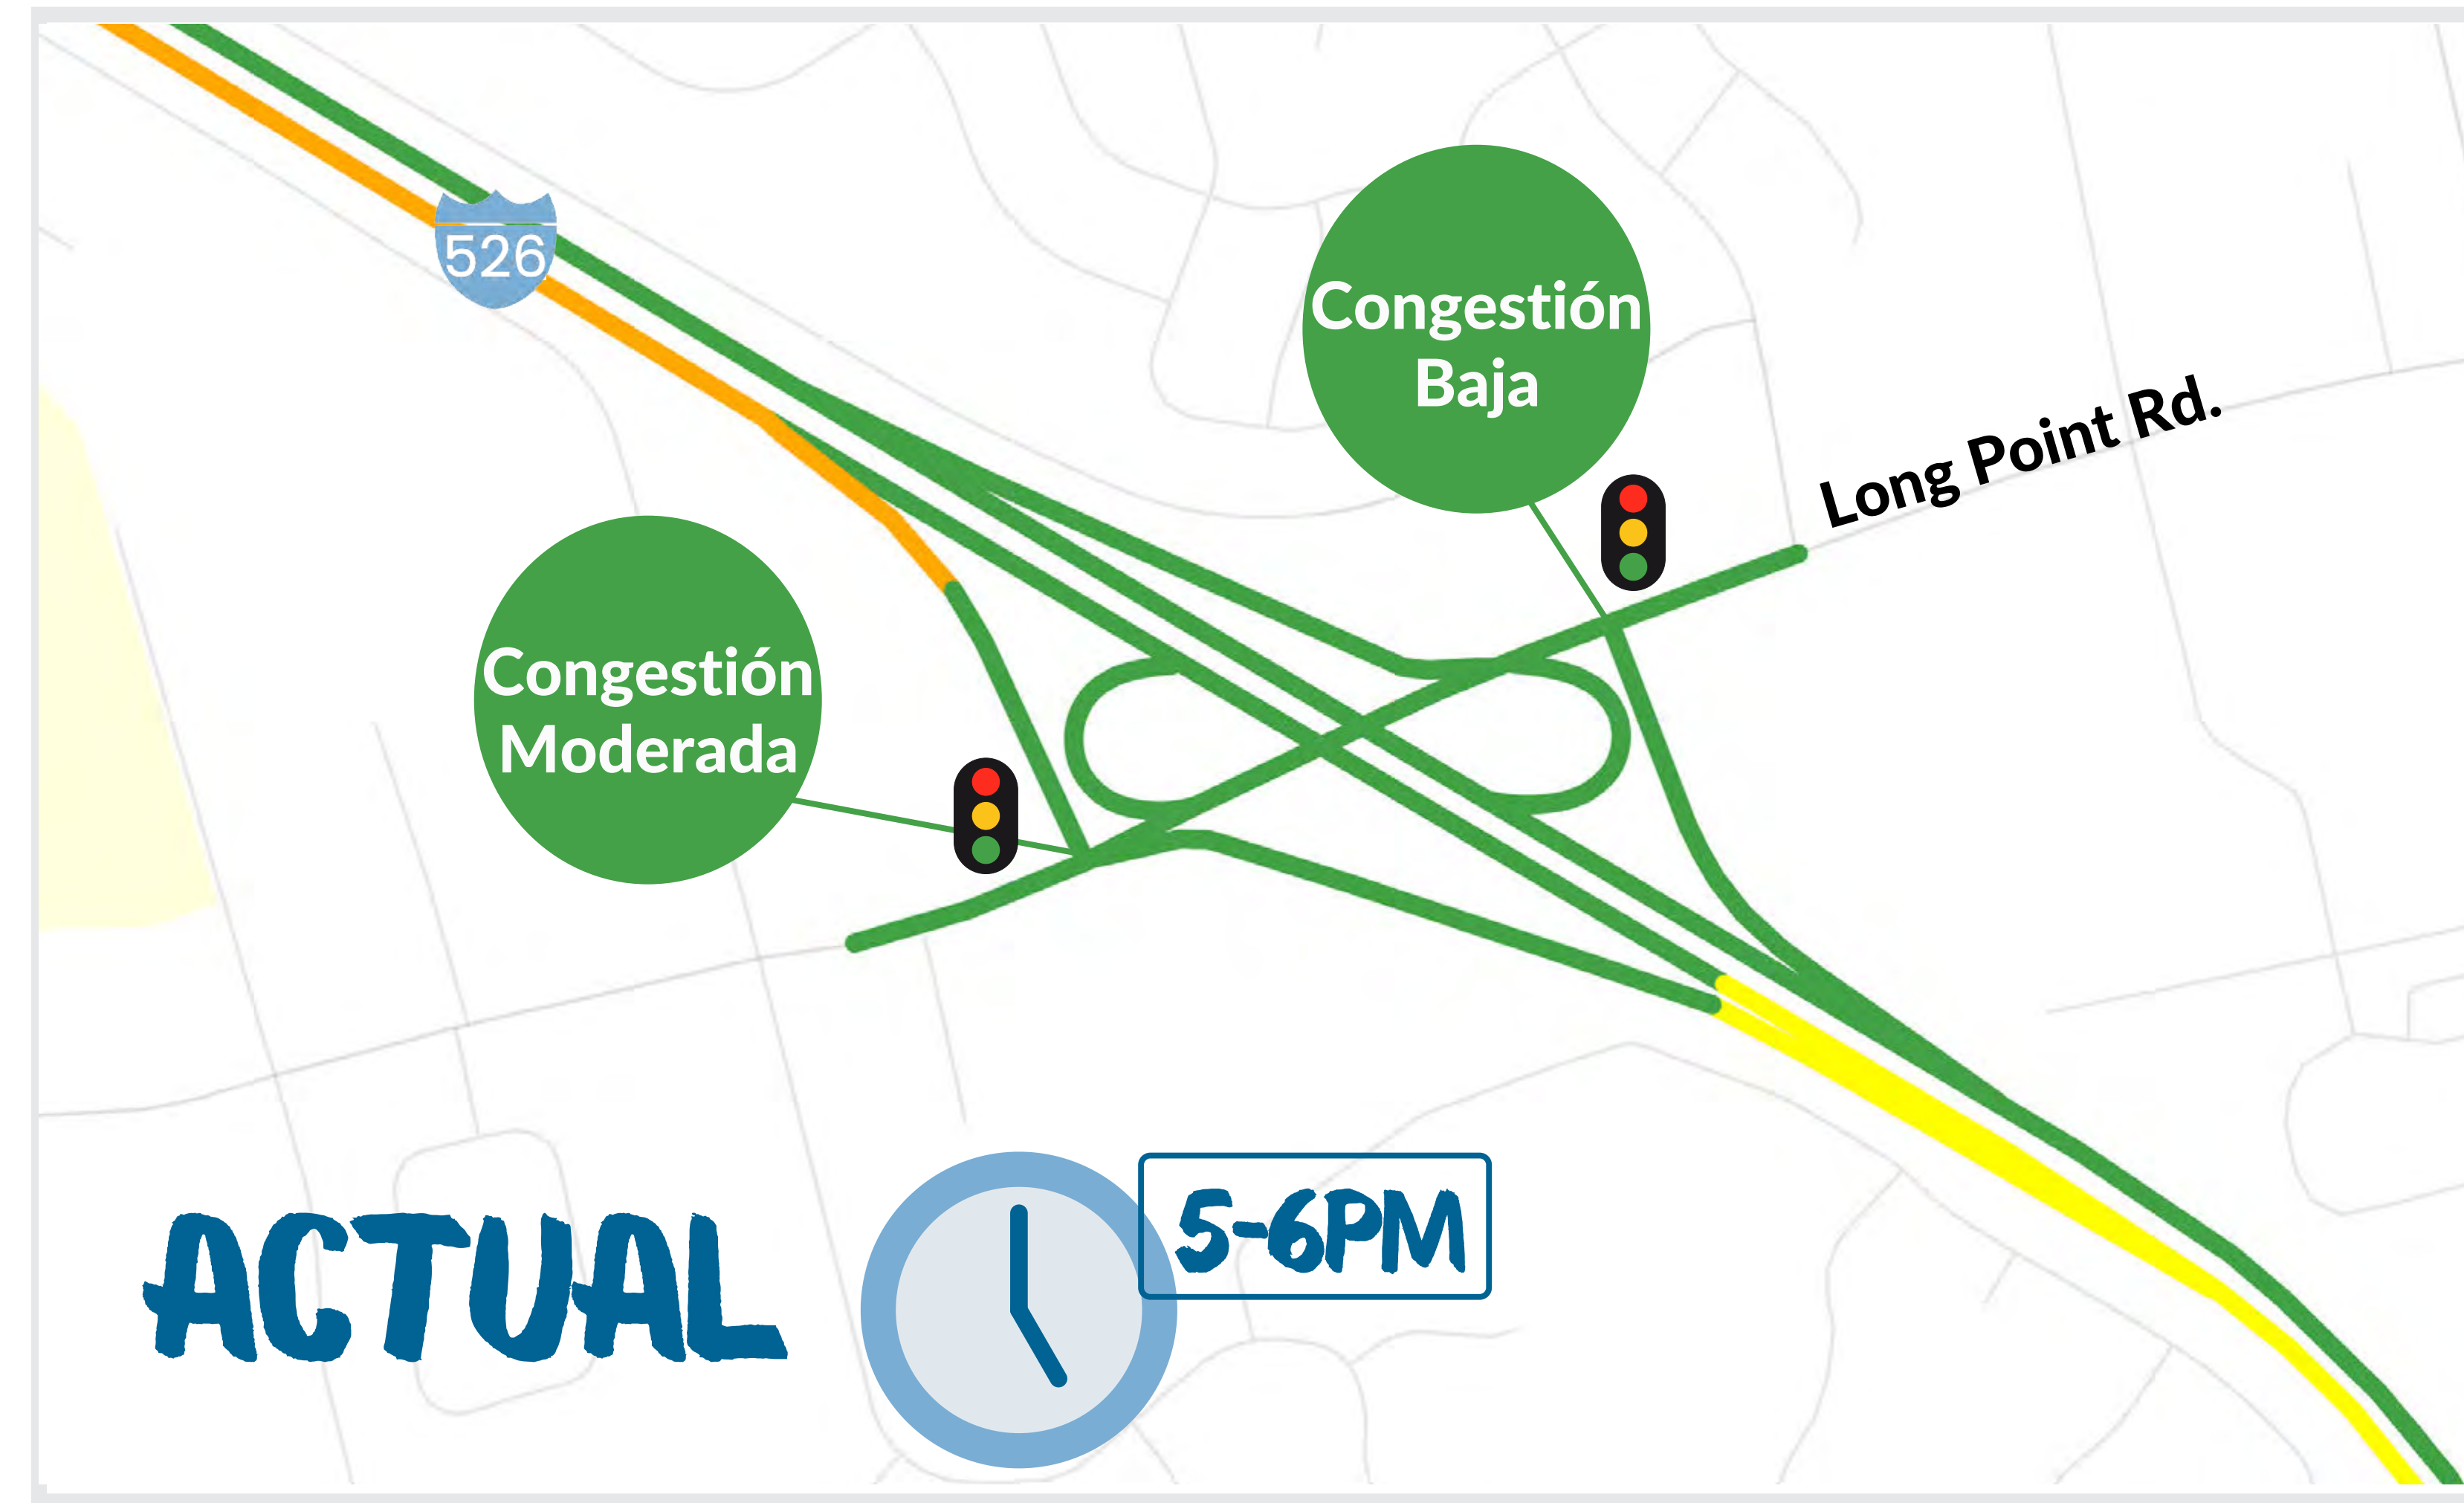 526
Congestión
Baja
Long Point Rd.
Congestión
Moderada
ACTUAL
5-6PM